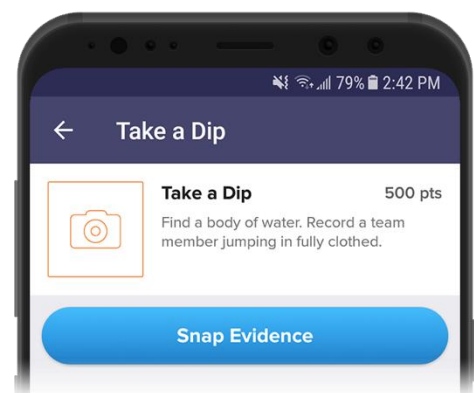 79% 2:42 PM
Take a Dip
Take a Dip 500 pts
Find a body of water. Record a team
member jumping in fully clothed.
Snap Evidence